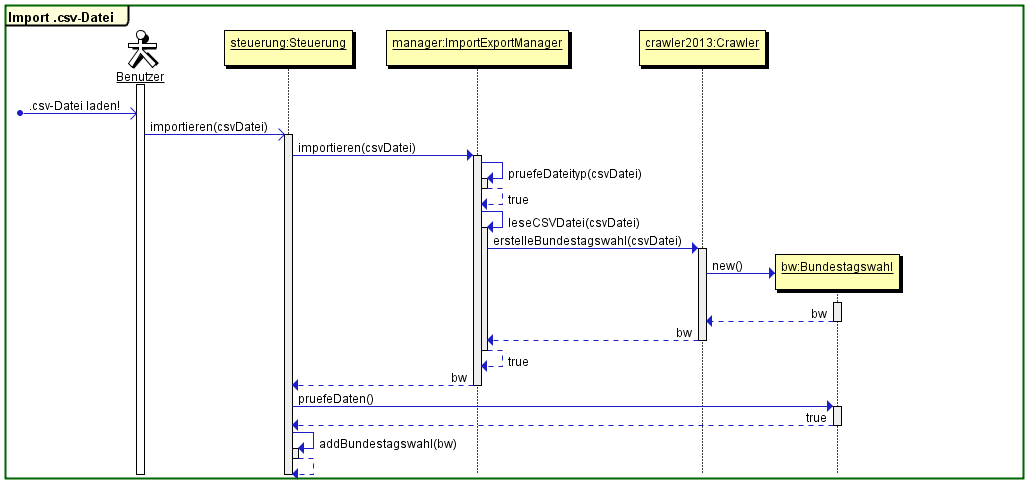 Import .csv-Datei
steuerung:Steuerung
manager:ImportExportManager
crawler2013:Crawler
Benutzer
.csv-Datei laden!
importieren(csvDatei)
importieren(csvDatei)
pruefeDateityp(csvDatei)
true
leseCSVDatei(csvDatei)
erstelleBundestagswahl(csvDatei)
new()
bw:Bundestagswahl
bw
bw
true
bw
pruefeDaten()
true
addBundestagswahl(bw)